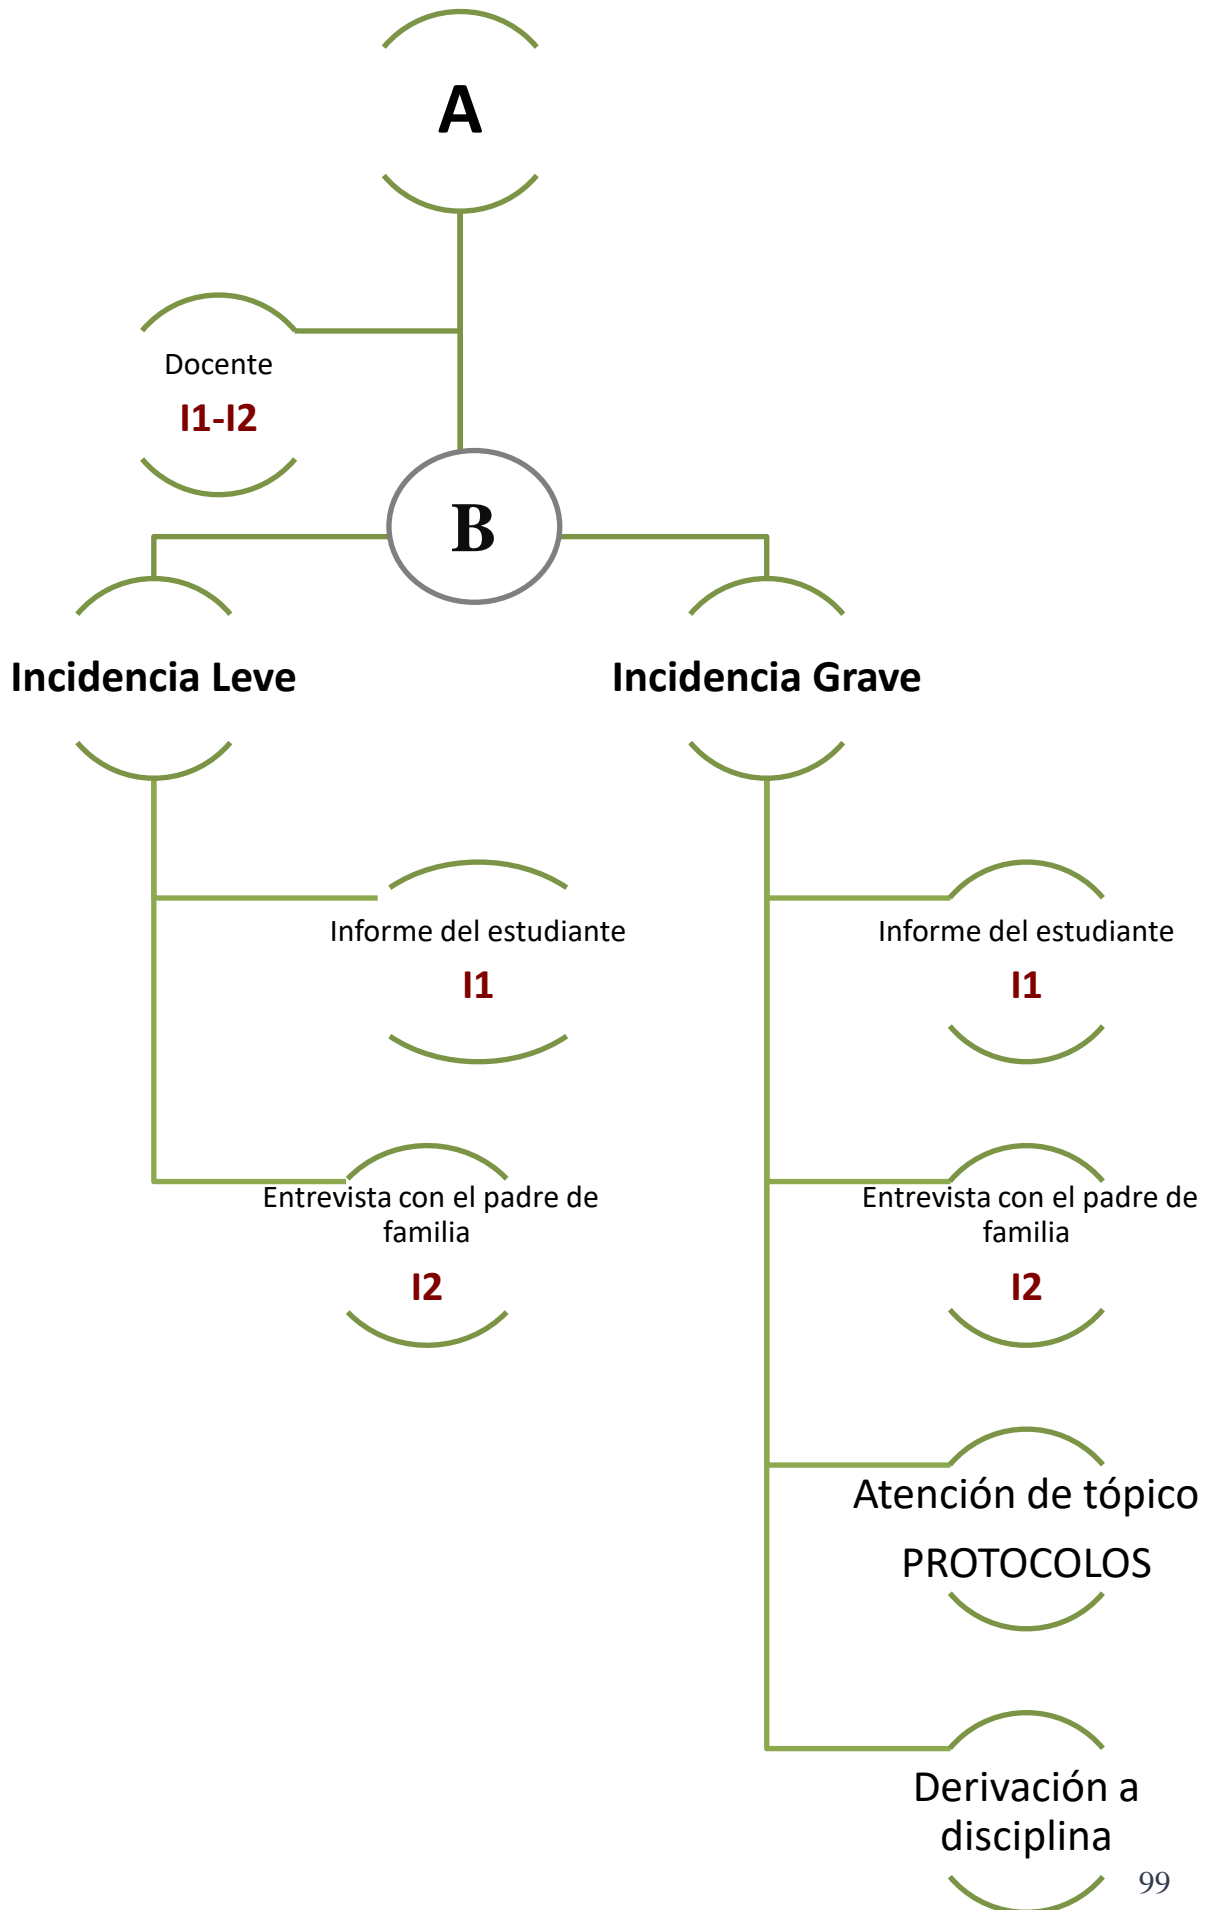 A
Docente
I1-I2
B
Incidencia Leve
Incidencia Grave
Informe del estudiante
I1
Informe del estudiante
I1
Entrevista con el padre de
familia
I2
Entrevista con el padre de
familia
I2
Atención de tópico
PROTOCOLOS
Derivación a
disciplina
99